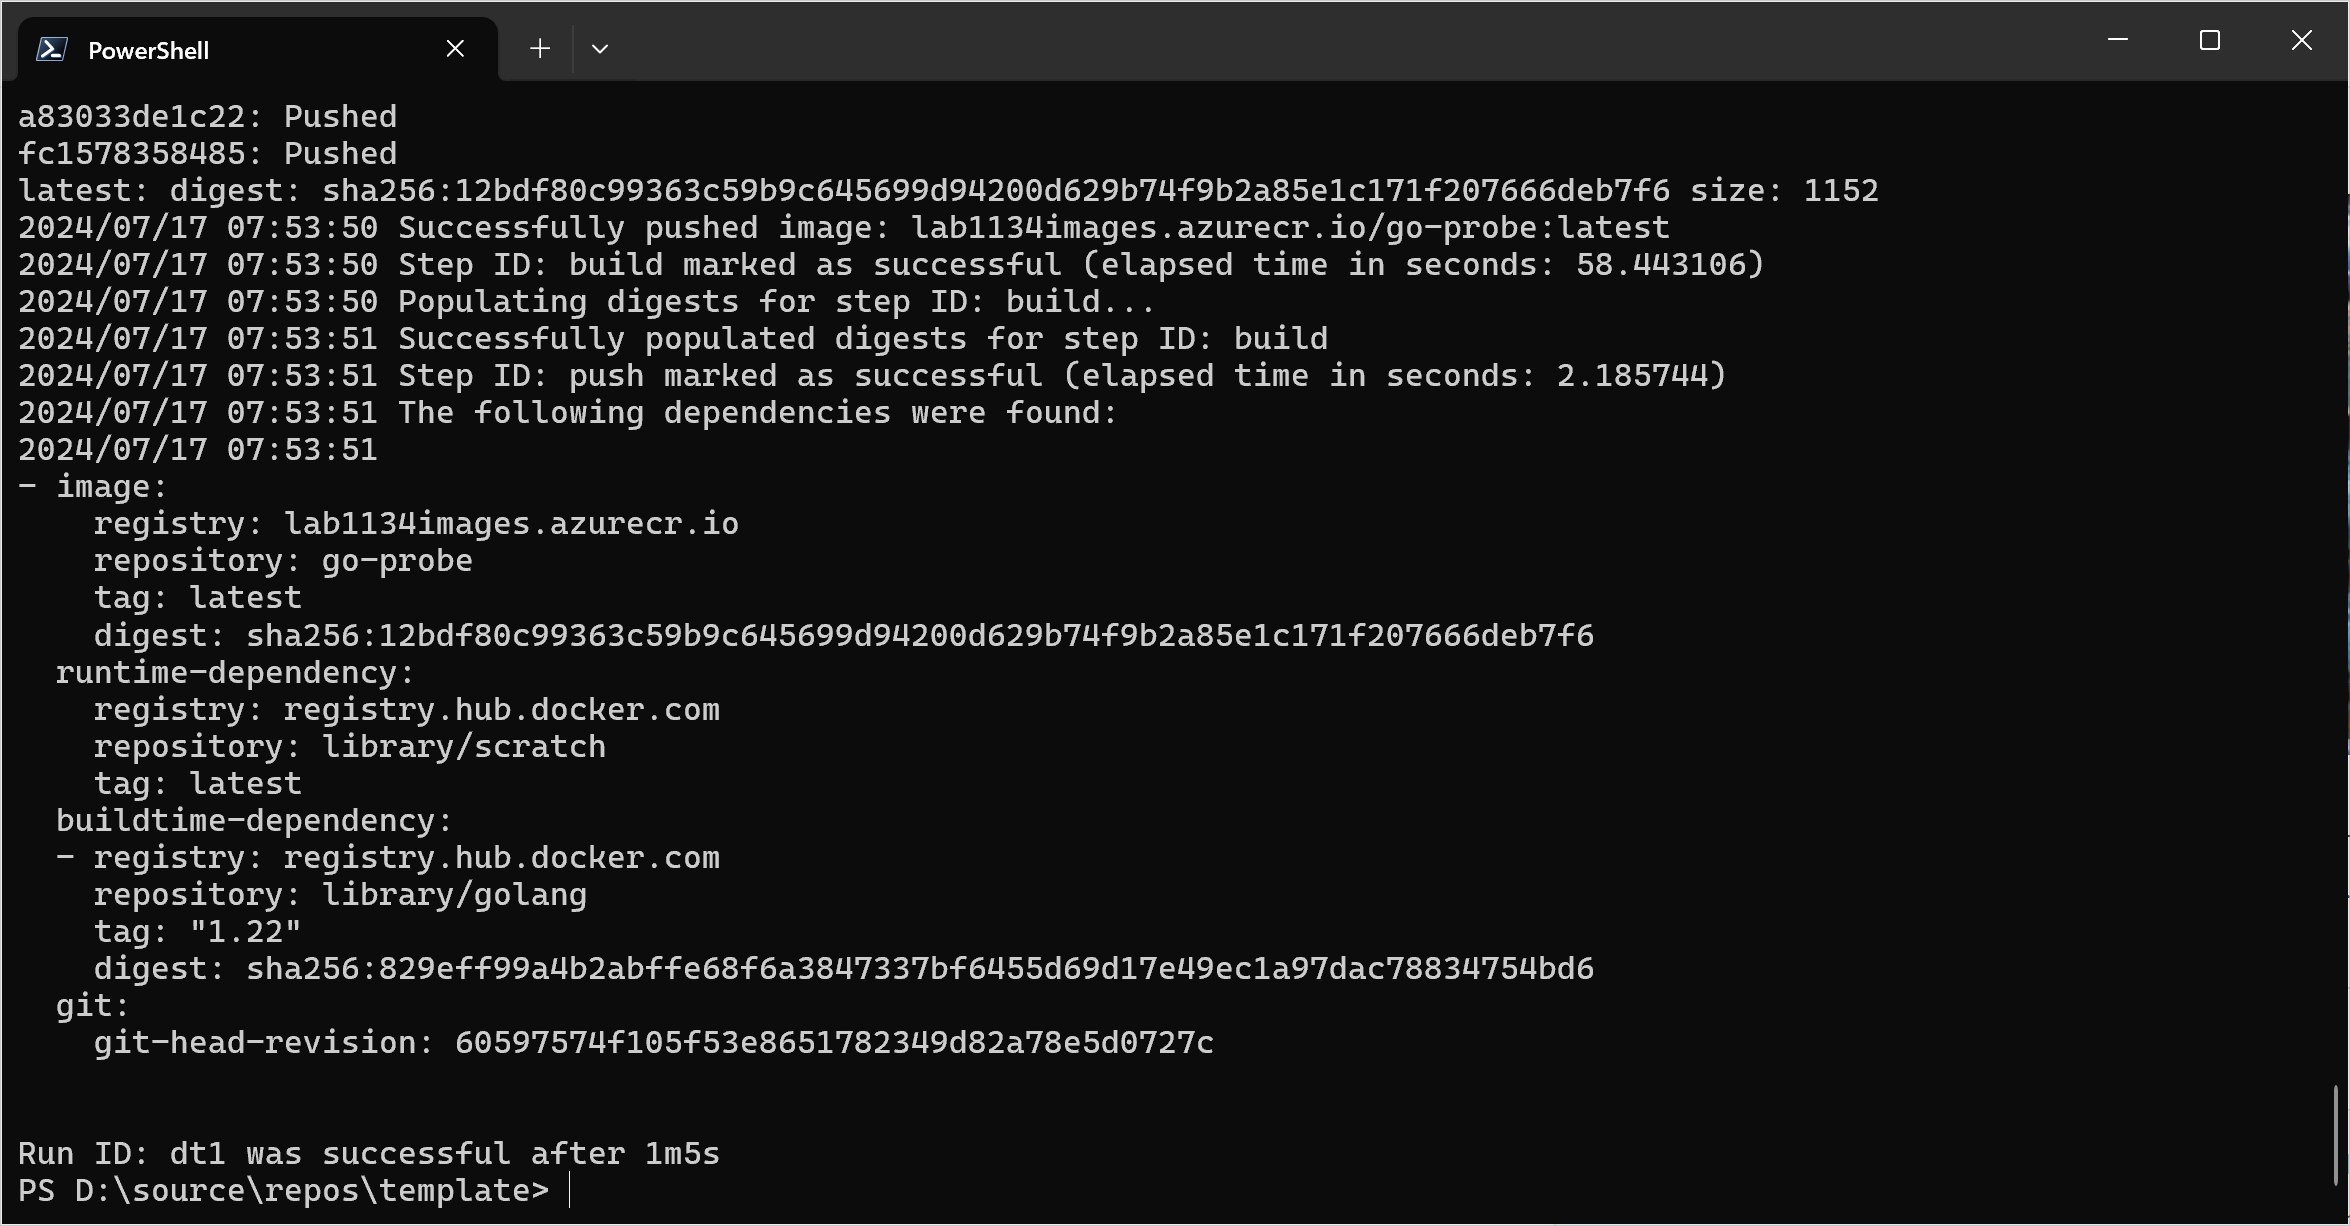 PowerShell
a83033de1c22: Pushed
fc1578358485: Pushed
latest: digest: sha256:12bdf80c99363c59b9c645699d94200d629b74f9b2a85e1c171f207666deb7f6 size: 1152
2024/07/17 07:53:50 Successfully pushed image: lab1134images.azurecr.io/go-probe:latest
2024/07/17 07:53:50 Step ID: build marked as successful (elapsed time in seconds: 58.443106)
2024/07/17 07:53:50 Populating digests for step ID: build...
2024/07/17 07:53:51 Successfully populated digests for step ID: build
2024/07/17 07:53:51 Step ID: push marked as successful (elapsed time in seconds: 2.185744)
2024/07/17 07:53:51 The following dependencies were found:
2024/07/17 07:53:51
- image:
    registry: lab1134images.azurecr.io
    repository: go-probe
    tag: latest
    digest: sha256:12bdf80c99363c59b9c645699d94200d629b74f9b2a85e1c171f207666deb7f6
  runtime-dependency:
    registry: registry.hub.docker.com
    repository: library/scratch
    tag: latest
  buildtime-dependency:
  - registry: registry.hub.docker.com
    repository: library/golang
    tag: "1.22"
    digest: sha256:829eff99a4b2abffe68f6a3847337bf6455d69d17e49ec1a97dac78834754bd6
  git:
    git-head-revision: 60597574f105f53e8651782349d82a78e5d0727c
Run ID: dt1 was successful after 1m5s
PS D:\source\repos\template>